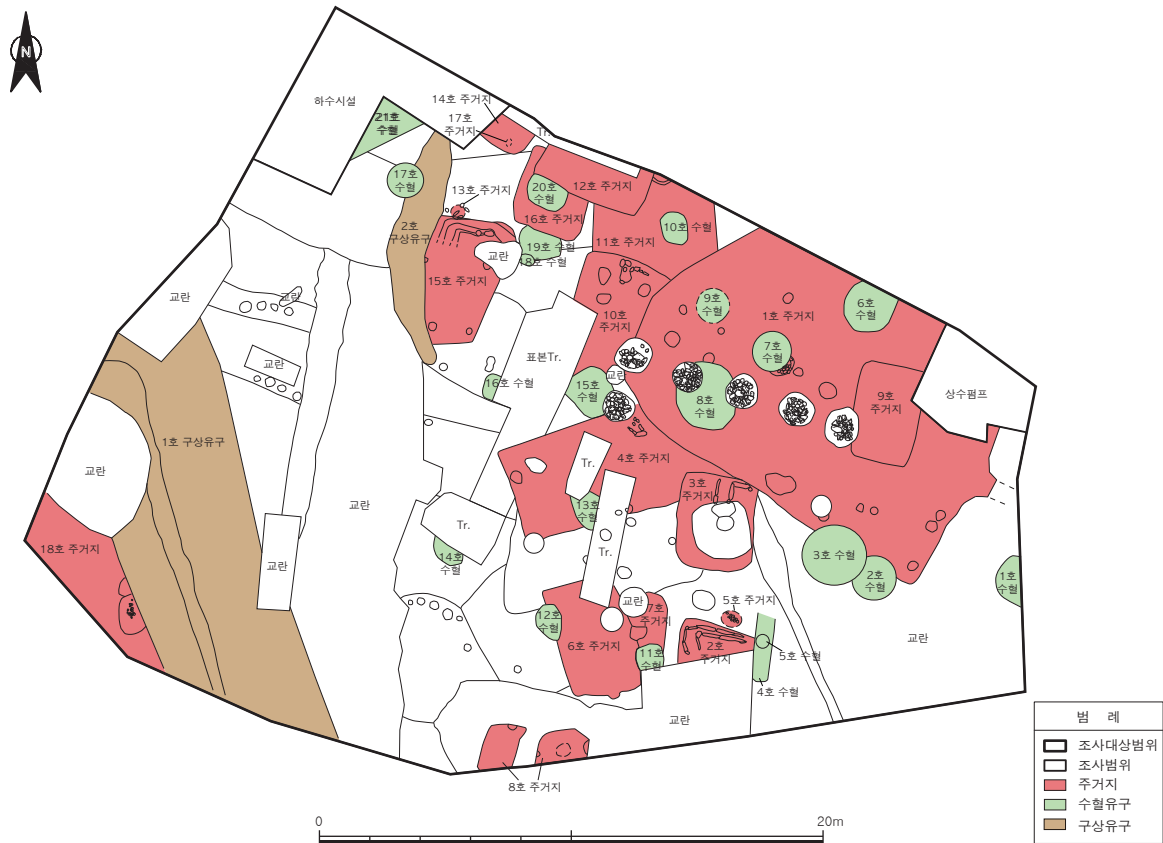 N
하수시설
14호 주거지
21호
수혈
17호
주거지
Tr.
17호
수혈
13호 주거지
20호
수혈
12호 주거지
16호 주거지
10호 수혈
2호
구상유구
19호 수혈
18호 수혈
11호 주거지
교란
15호 주거지
교란
교란
9호
수혈
6호
수혈
1호 주거지
10호
주거지
7호
수혈
교란
표본Tr.
교란
16호 수혈
15호
수혈
8호
수혈
9호
주거지
상수펌프
1호 구상유구
교란
Tr.
4호 주거지
3호
주거지
교란
13호
수혈
Tr.
Tr.
14호
수혈
18호 주거지
교란
3호 수혈
2호
수혈
1호
수혈
교란
7호
주거지
5호 주거지
12호
수혈
6호 주거지
11호
수혈
2호
주거지
5호 수혈
4호 수혈
교란
교란
8호 주거지
범 례
조사대상범위
조사범위
주거지
수혈유구
구상유구
0
20m